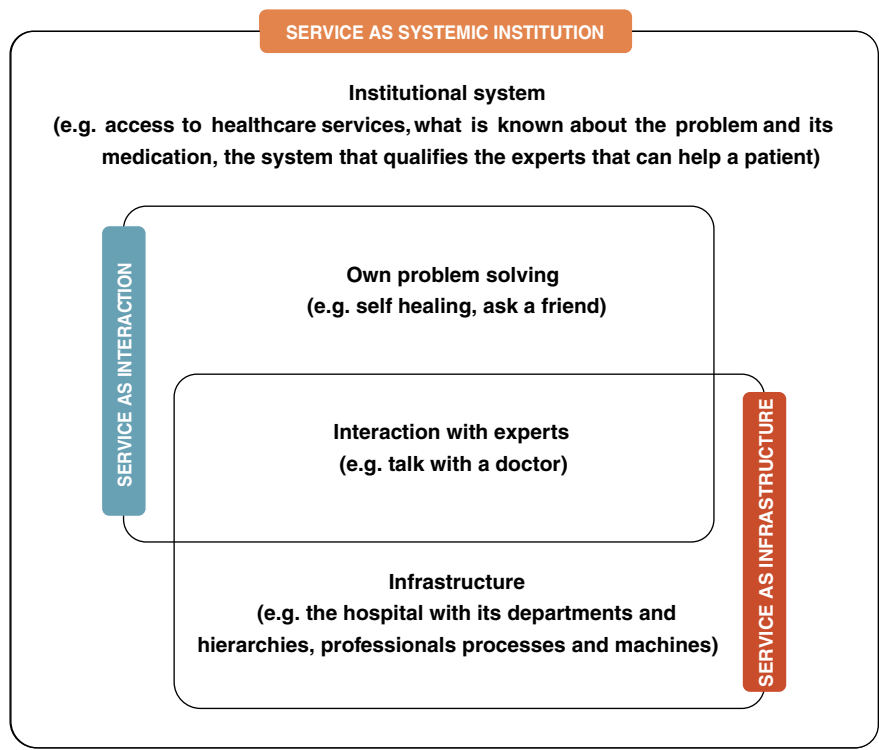 SERVICE AS SYSTEMIC INSTITUTION
Institutional system
(e.g. access to healthcare services, what is known about the problem and its
medication, the system that qualifies the experts that can help a patient)
SERVICE AS INTERACTION
Own problem solving
(e.g. self healing, ask a friend)
Interaction with experts
(e.g. talk with a doctor)
SERVICE AS INFRASTRUCTURE
Infrastructure
(e.g. the hospital with its departments and
hierarchies, professionals processes and machines)